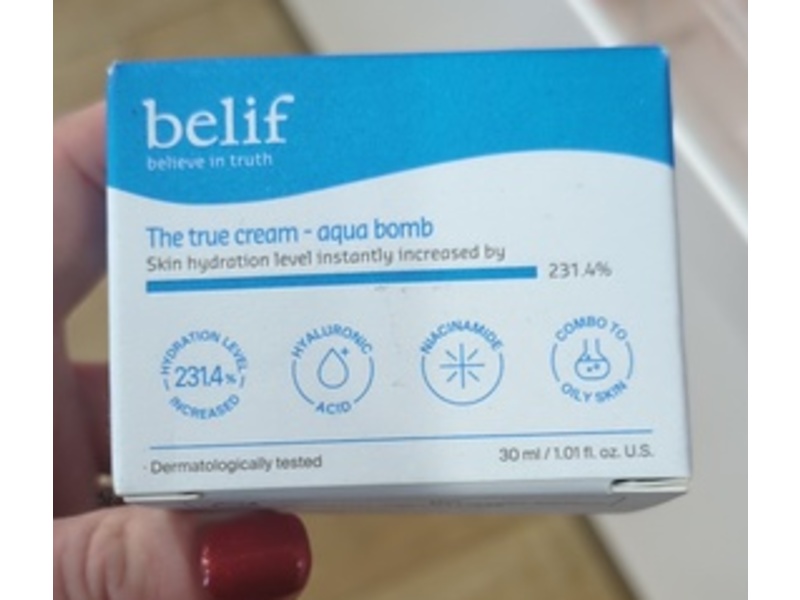 belif
believe in truth
The true cream - aqua bomb
Skin hydration level instantly increased by
231.4%
HYDRATION LEVEL
231.4%
INCREASED
HYALURONIC
ACID
NIACINAMIDE
COMBO TO
OILY SKIN
· Dermatologically tested
30 ml / 1.01 fl. oz. U.S.